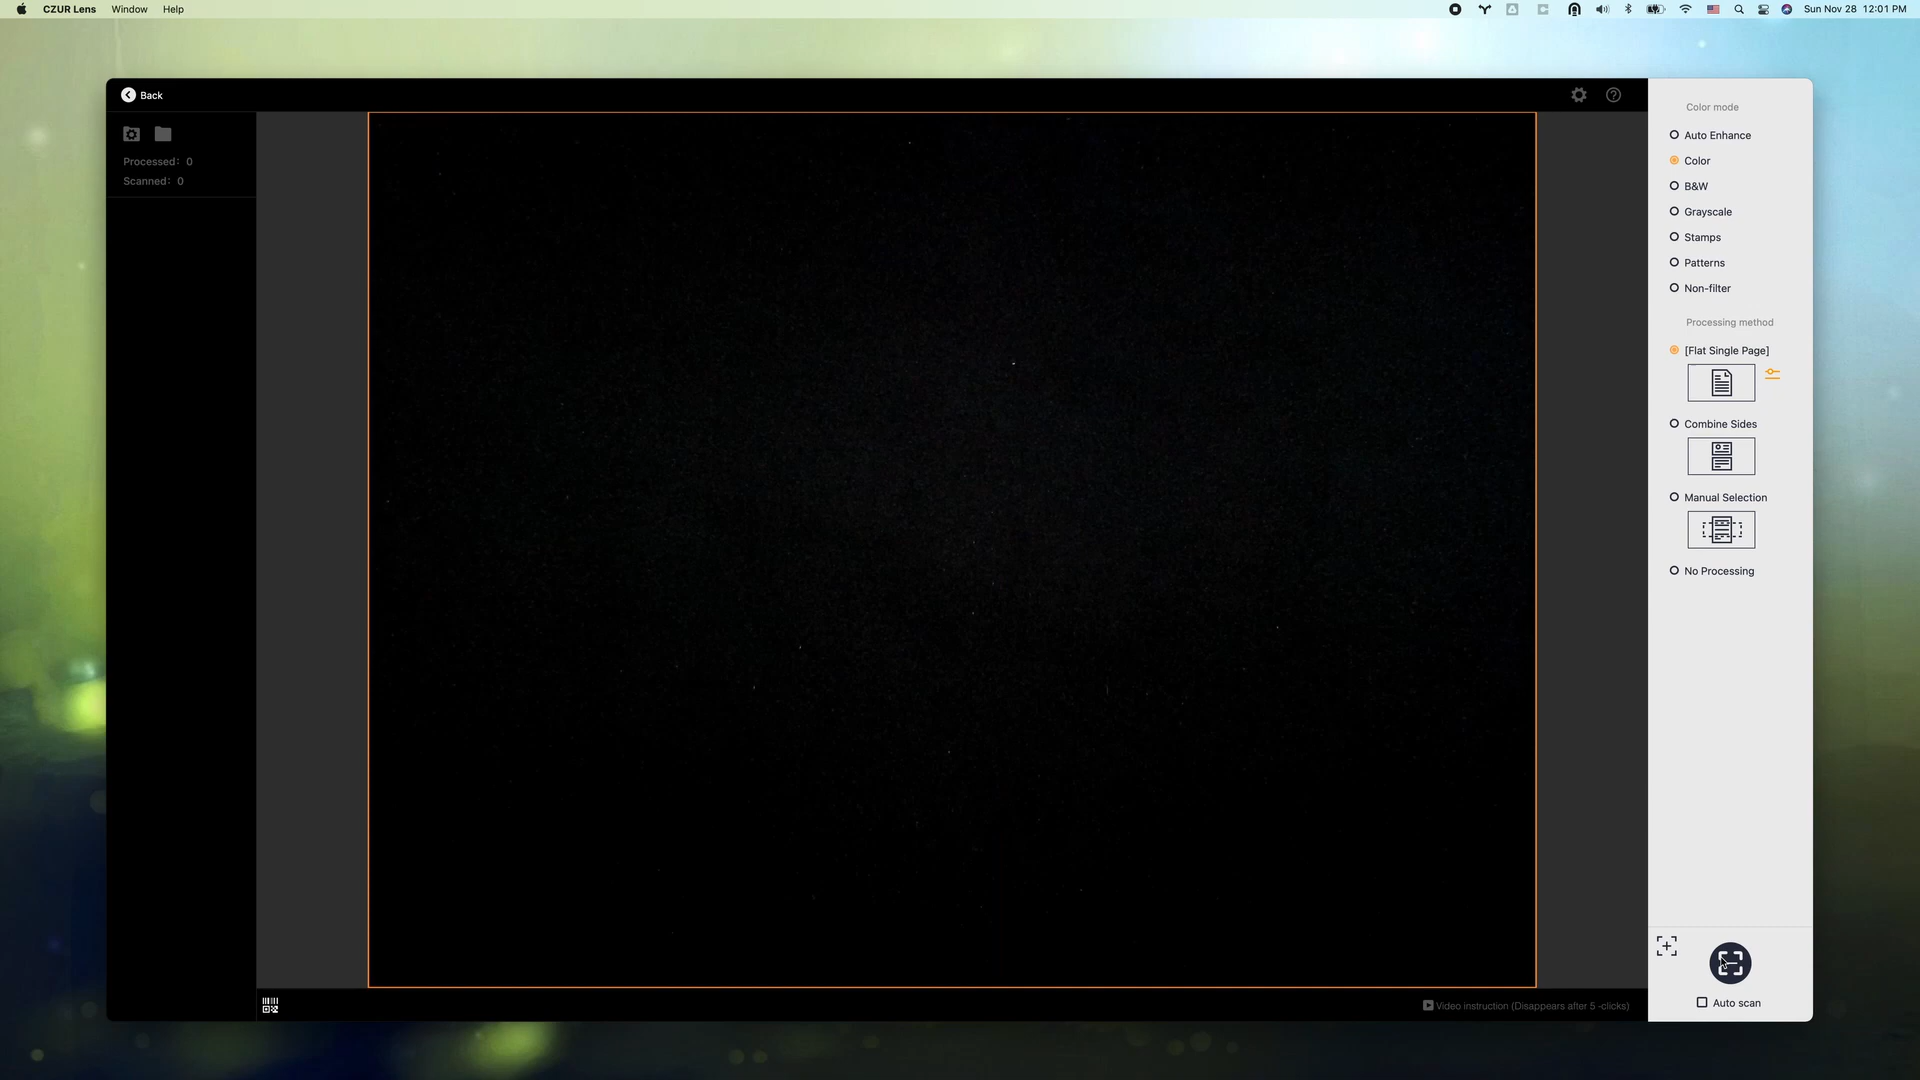 CZUR Lens Window Help Sun Nov 28 12:01 PM
Back
Processed: 0
Scanned: 0
Color mode
Auto Enhance
Color
B&W
Grayscale
Stamps
Patterns
Non-filter
Processing method
[Flat Single Page]
Combine Sides
Manual Selection
No Processing
Video instruction (Disappears after 5 -clicks)
Auto scan